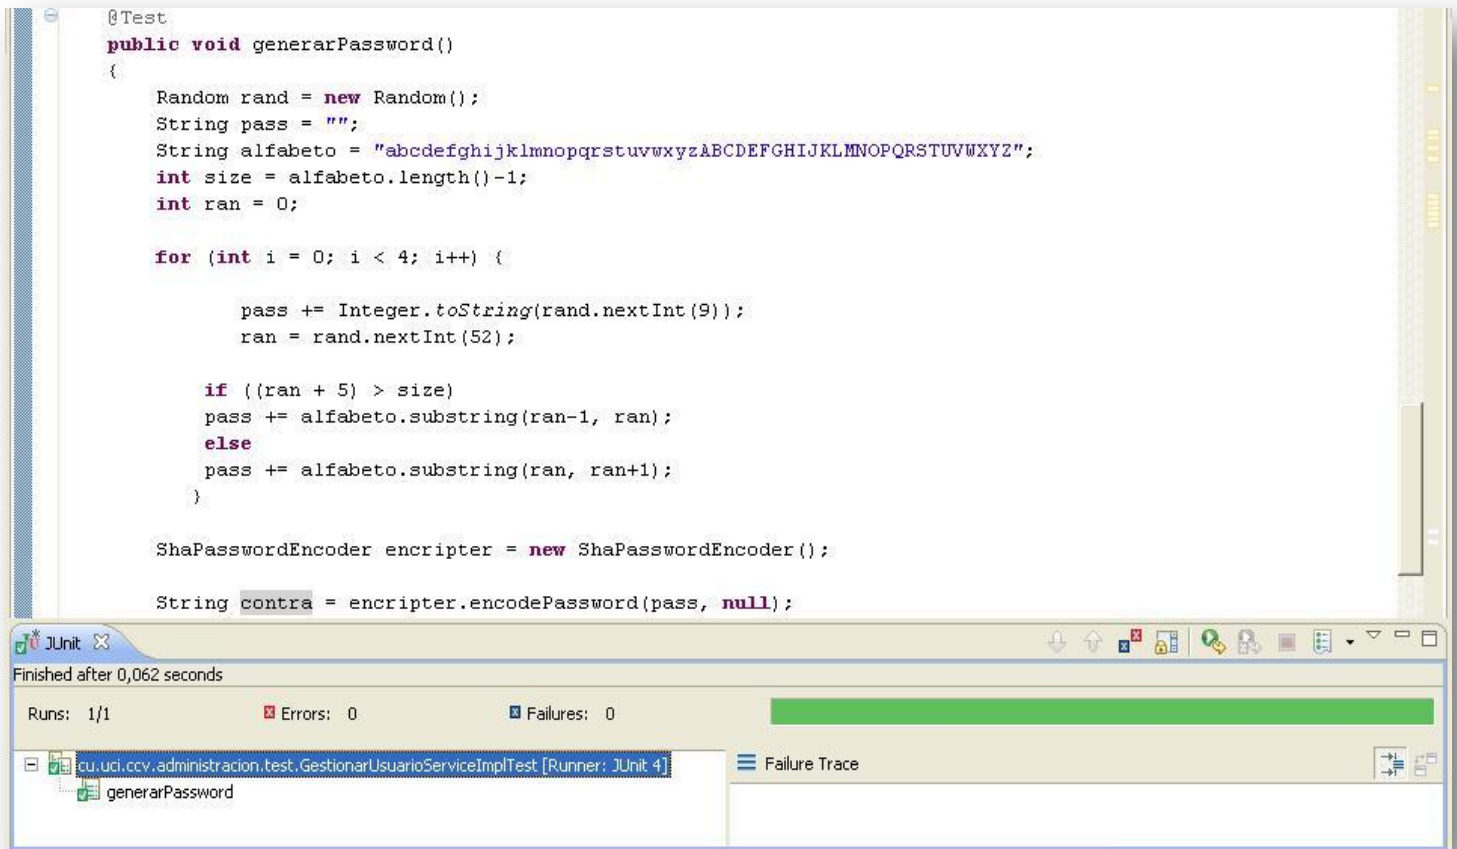 @Test
public void generarPassword()
{
Random rand = new Random();
String pass = "";
String alfabeto = "abcdefghijklmnopqrstuvwxyzABCDEFGHIJKLMNOPQRSTUVWXYZ";
int size = alfabeto.length()-1;
int ran = 0;
for (int i = 0; i < 4; i++) {
pass += Integer.toString(rand.nextInt(9));
ran = rand.nextInt(52);
if ((ran + 5) > size)
pass += alfabeto.substring(ran-1, ran);
else
pass += alfabeto.substring(ran, ran+1);
}
ShaPasswordEncoder encripter = new ShaPasswordEncoder();
String contra = encripter.encodePassword(pass, null);
JUnit
Finished after 0,062 seconds
Runs: 1/1 Errors: 0 Failures: 0
cu.uci.ccv.administracion.test.GestionarUsuarioServiceImplTest [Runner: JUnit 4] Failure Trace
generarPassword